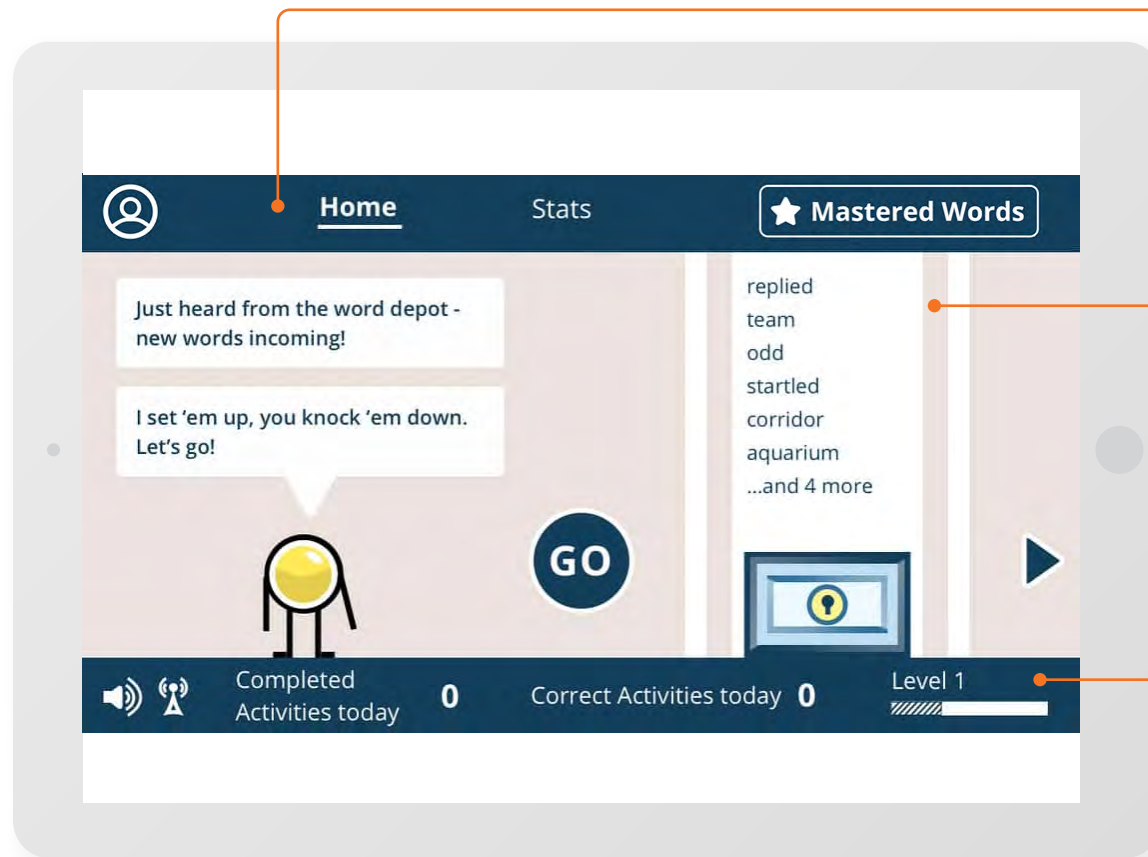 Home
Stats
Mastered Words
Just heard from the word depot -
new words incoming!
I set ‘em up, you knock ‘em down.
Let’s go!
GO
replied
team
odd
startled
corridor
aquarium
...and 4 more
Completed
Activities today
0
Correct Activities today 0
Level 1